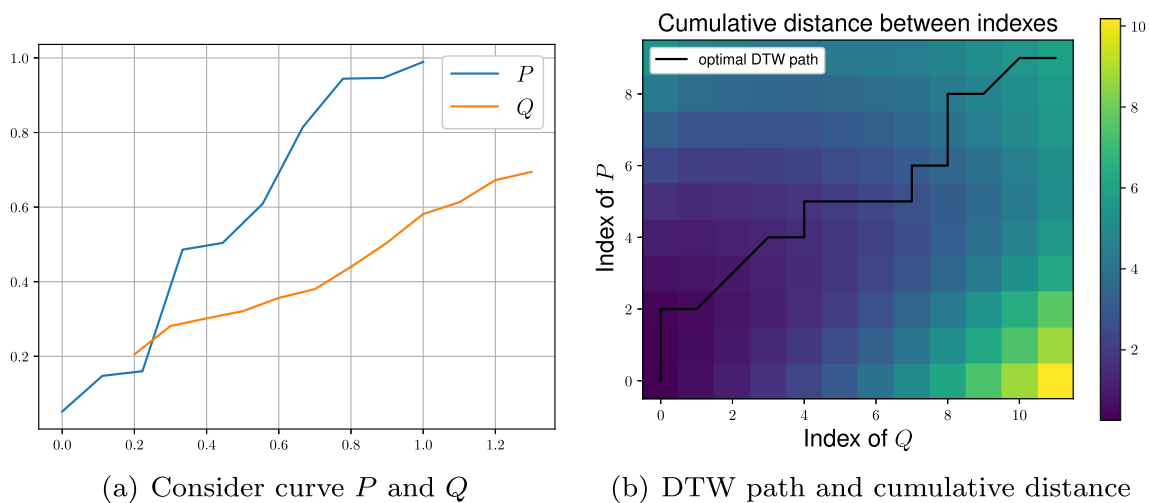 Cumulative distance between indexes
1.0
0.8
0.6
0.4
0.2
P
Q
0.0 0.2 0.4 0.6 0.8 1.0 1.2
optimal DTW path
Index of P
8
6
4
2
0
0 2 4 6 8 10
Index of Q
10
8
6
4
2
(a) Consider curve P and Q
(b) DTW path and cumulative distance